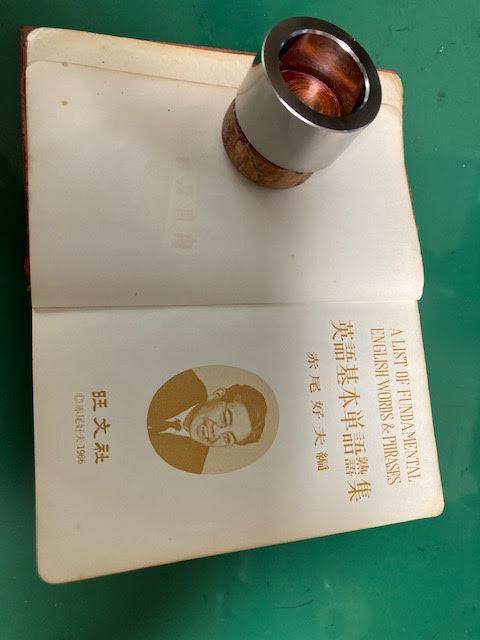 A LIST OF FUNDAMENTAL
ENGLISH WORDS & PHRASES
英語基本単語熟語集
赤尾好夫編
旺文社
©赤尾好夫 1966